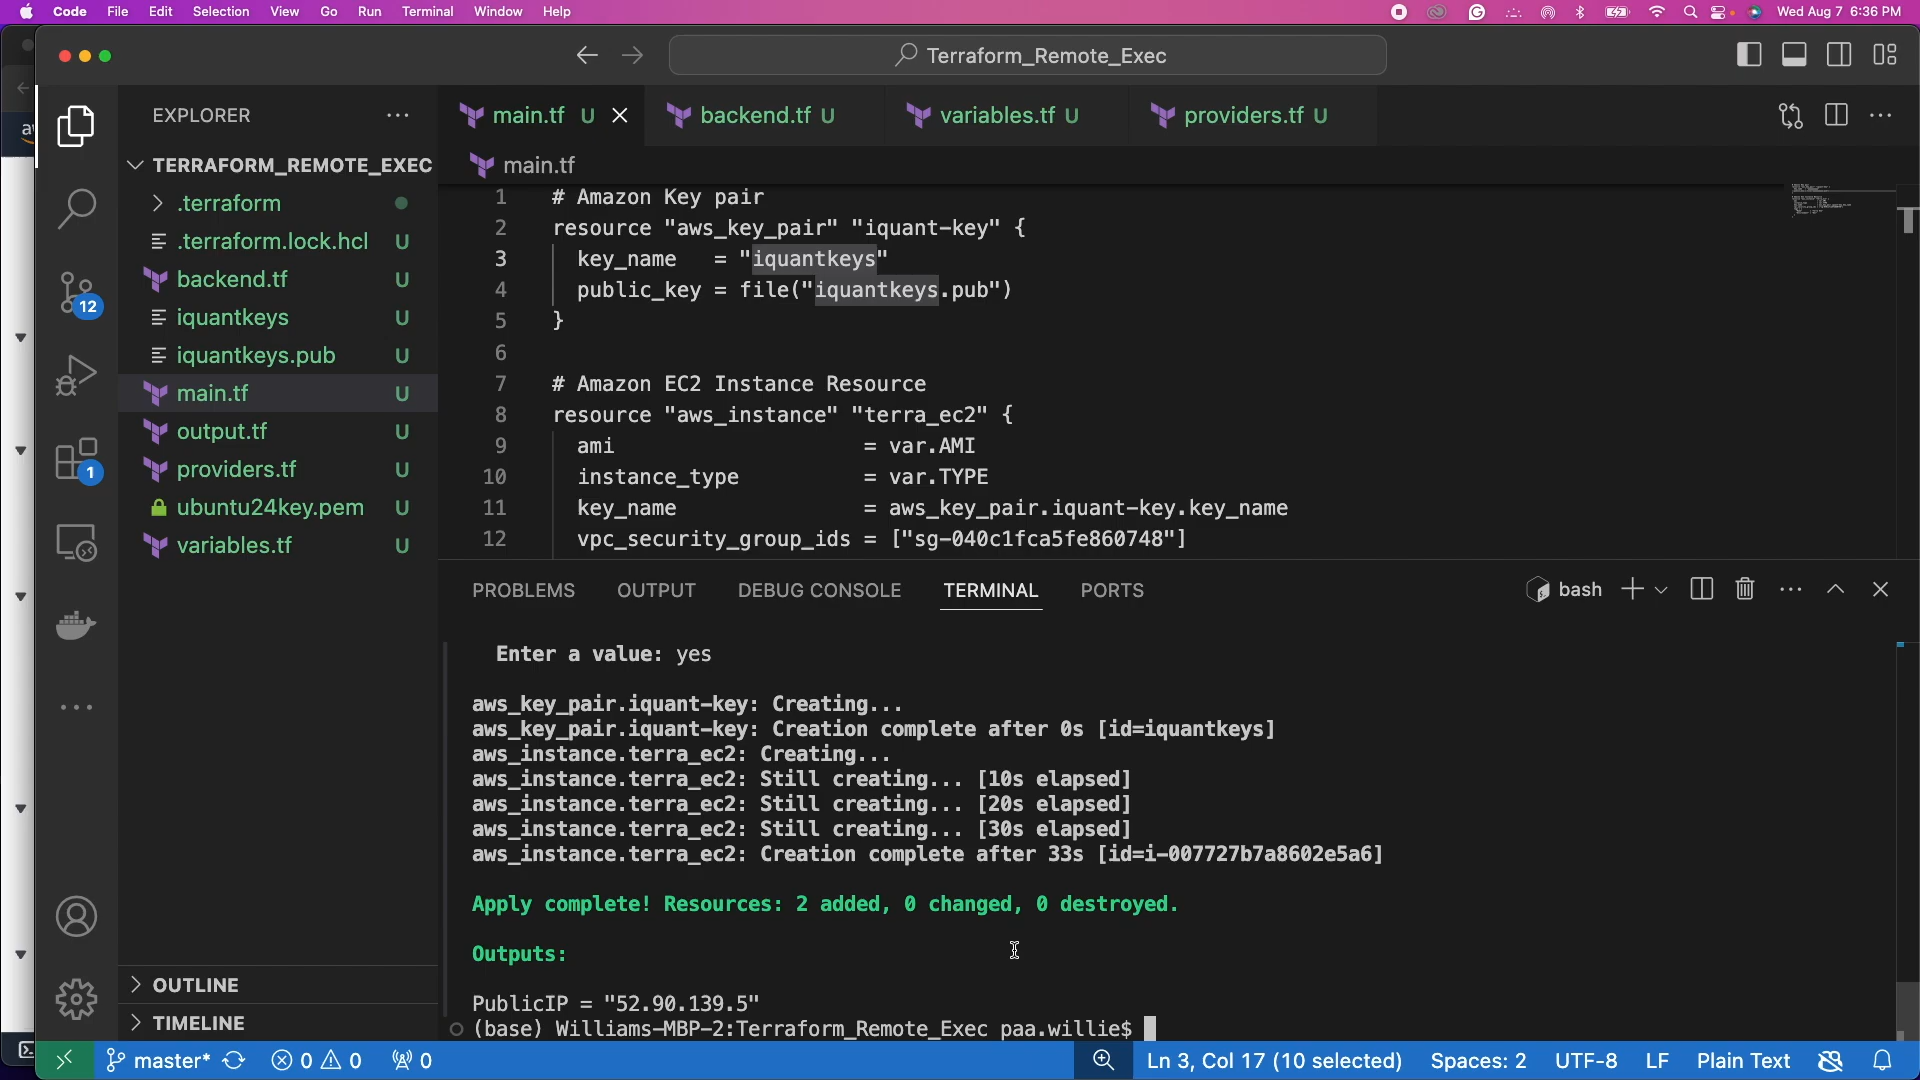 Code File Edit Selection View Go Run Terminal Window Help Wed Aug 7 6:36 PM
Terraform_Remote_Exec
EXPLORER
TERRAFORM_REMOTE_EXEC
.terraform
.terraform.lock.hcl U
backend.tf U
iquantkeys U
iquantkeys.pub U
main.tf U
output.tf U
providers.tf U
ubuntu24key.pem U
variables.tf U
OUTLINE
TIMELINE
12
1
main.tf U backend.tf U variables.tf U providers.tf U
main.tf
1 # Amazon Key pair
2 resource "aws_key_pair" "iquant-key" {
3 key_name = "iquantkeys"
4 public_key = file("iquantkeys.pub")
5 }
6
7 # Amazon EC2 Instance Resource
8 resource "aws_instance" "terra_ec2" {
9 ami = var.AMI
10 instance_type = var.TYPE
11 key_name = aws_key_pair.iquant-key.key_name
12 vpc_security_group_ids = ["sg-040c1fca5fe860748"]
PROBLEMS OUTPUT DEBUG CONSOLE TERMINAL PORTS bash
Enter a value: yes
aws_key_pair.iquant-key: Creating...
aws_key_pair.iquant-key: Creation complete after 0s [id=iquantkeys]
aws_instance.terra_ec2: Creating...
aws_instance.terra_ec2: Still creating... [10s elapsed]
aws_instance.terra_ec2: Still creating... [20s elapsed]
aws_instance.terra_ec2: Still creating... [30s elapsed]
aws_instance.terra_ec2: Creation complete after 33s [id=i-007727b7a8602e5a6]
Apply complete! Resources: 2 added, 0 changed, 0 destroyed.
Outputs:
PublicIP = "52.90.139.5"
(base) Williams-MBP-2:Terraform_Remote_Exec paa.willie$
master* 0 0 0 Ln 3, Col 17 (10 selected) Spaces: 2 UTF-8 LF Plain Text